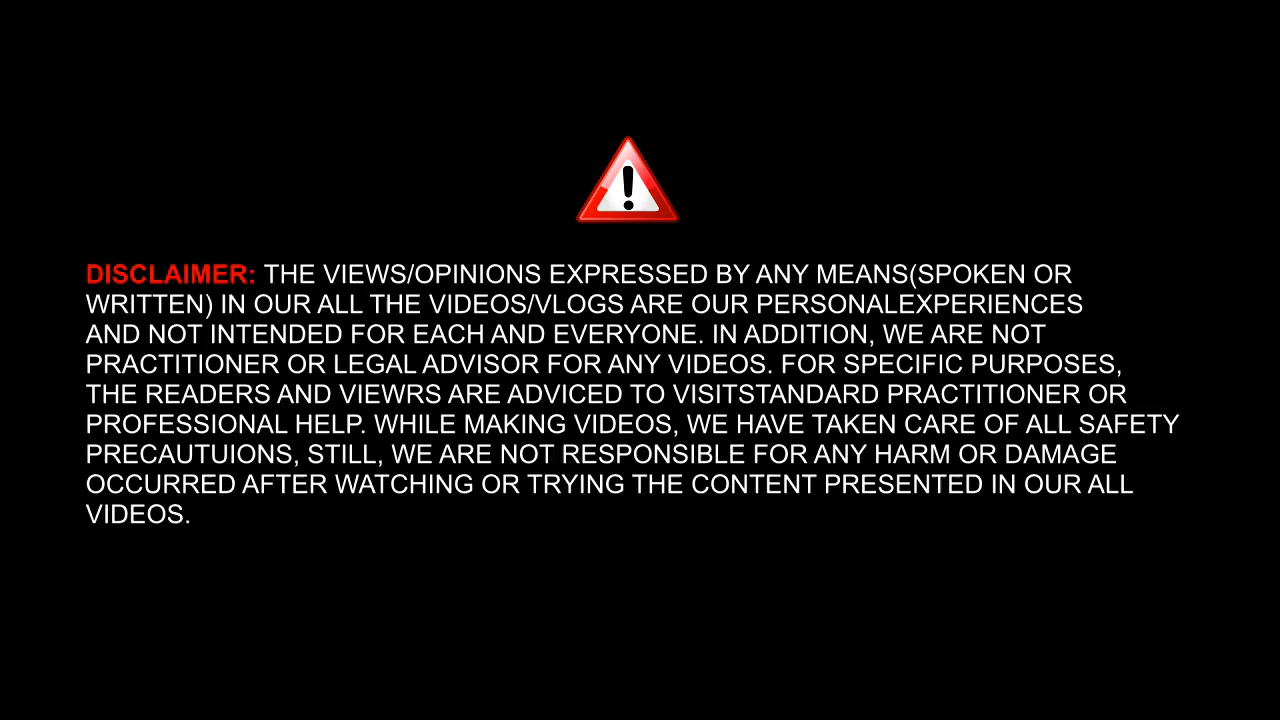 DISCLAIMER: THE VIEWS/OPINIONS EXPRESSED BY ANY MEANS(SPOKEN OR
WRITTEN) IN OUR ALL THE VIDEOS/VLOGS ARE OUR PERSONALEXPERIENCES
AND NOT INTENDED FOR EACH AND EVERYONE. IN ADDITION, WE ARE NOT
PRACTITIONER OR LEGAL ADVISOR FOR ANY VIDEOS. FOR SPECIFIC PURPOSES,
THE READERS AND VIEWRS ARE ADVICED TO VISITSTANDARD PRACTITIONER OR
PROFESSIONAL HELP. WHILE MAKING VIDEOS, WE HAVE TAKEN CARE OF ALL SAFETY
PRECAUTUIONS, STILL, WE ARE NOT RESPONSIBLE FOR ANY HARM OR DAMAGE
OCCURRED AFTER WATCHING OR TRYING THE CONTENT PRESENTED IN OUR ALL
VIDEOS.